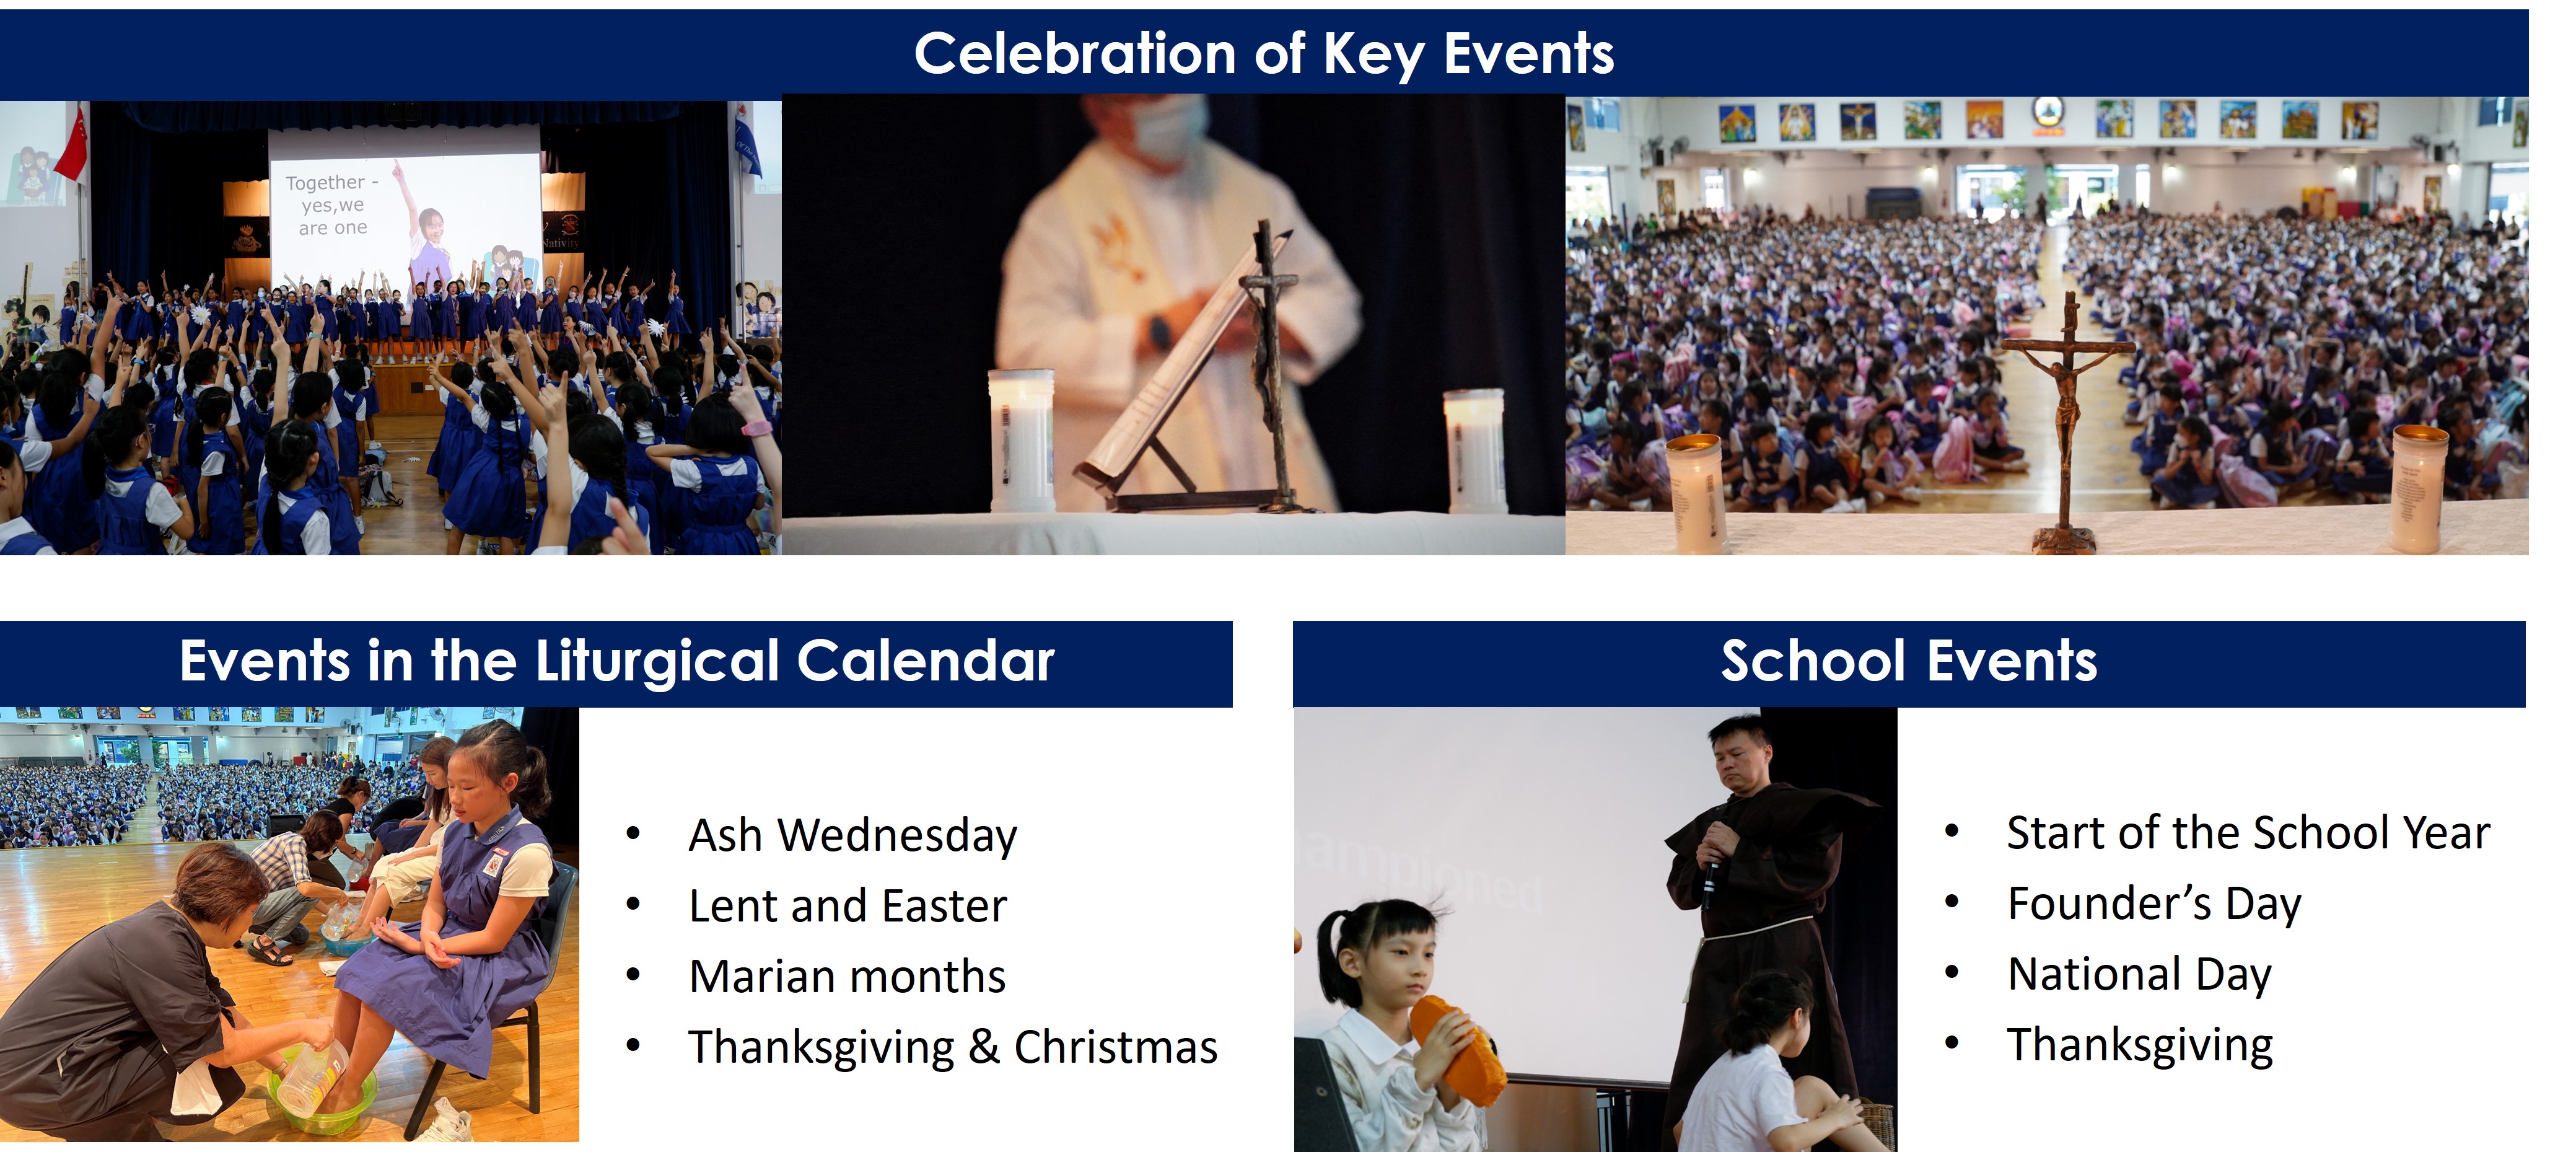 Celebration of Key Events
Together -
yes,we
are one
Nativity
Events in the Liturgical Calendar
School Events
• Ash Wednesday
• Lent and Easter
• Marian months
• Thanksgiving & Christmas
ampioned
• Start of the School Year
• Founder’s Day
• National Day
• Thanksgiving